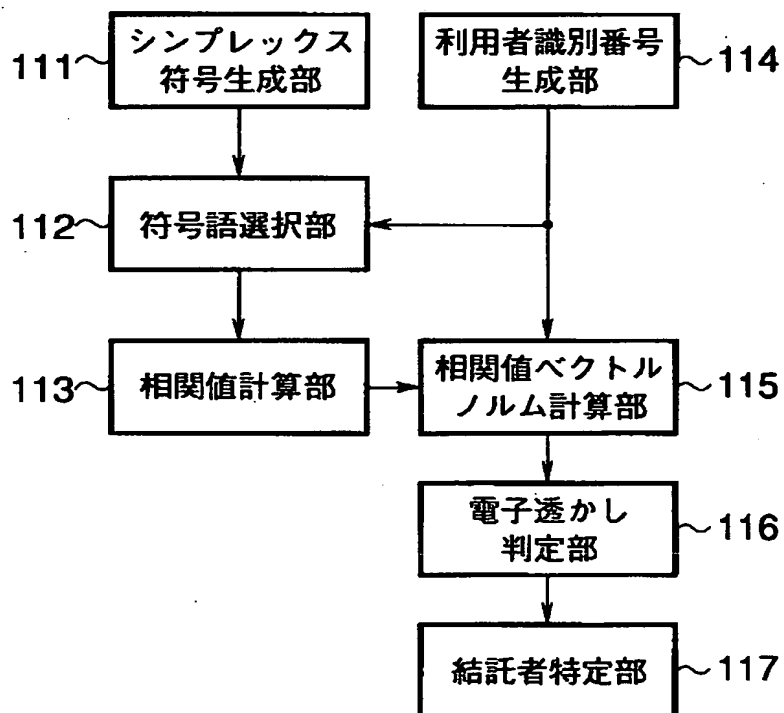 111
シンプレックス
符号生成部
利用者識別番号
生成部
114
112
符号語選択部
113
相関値計算部
相関値ベクトル
ノルム計算部
115
電子透かし
判定部
116
結託者特定部
117